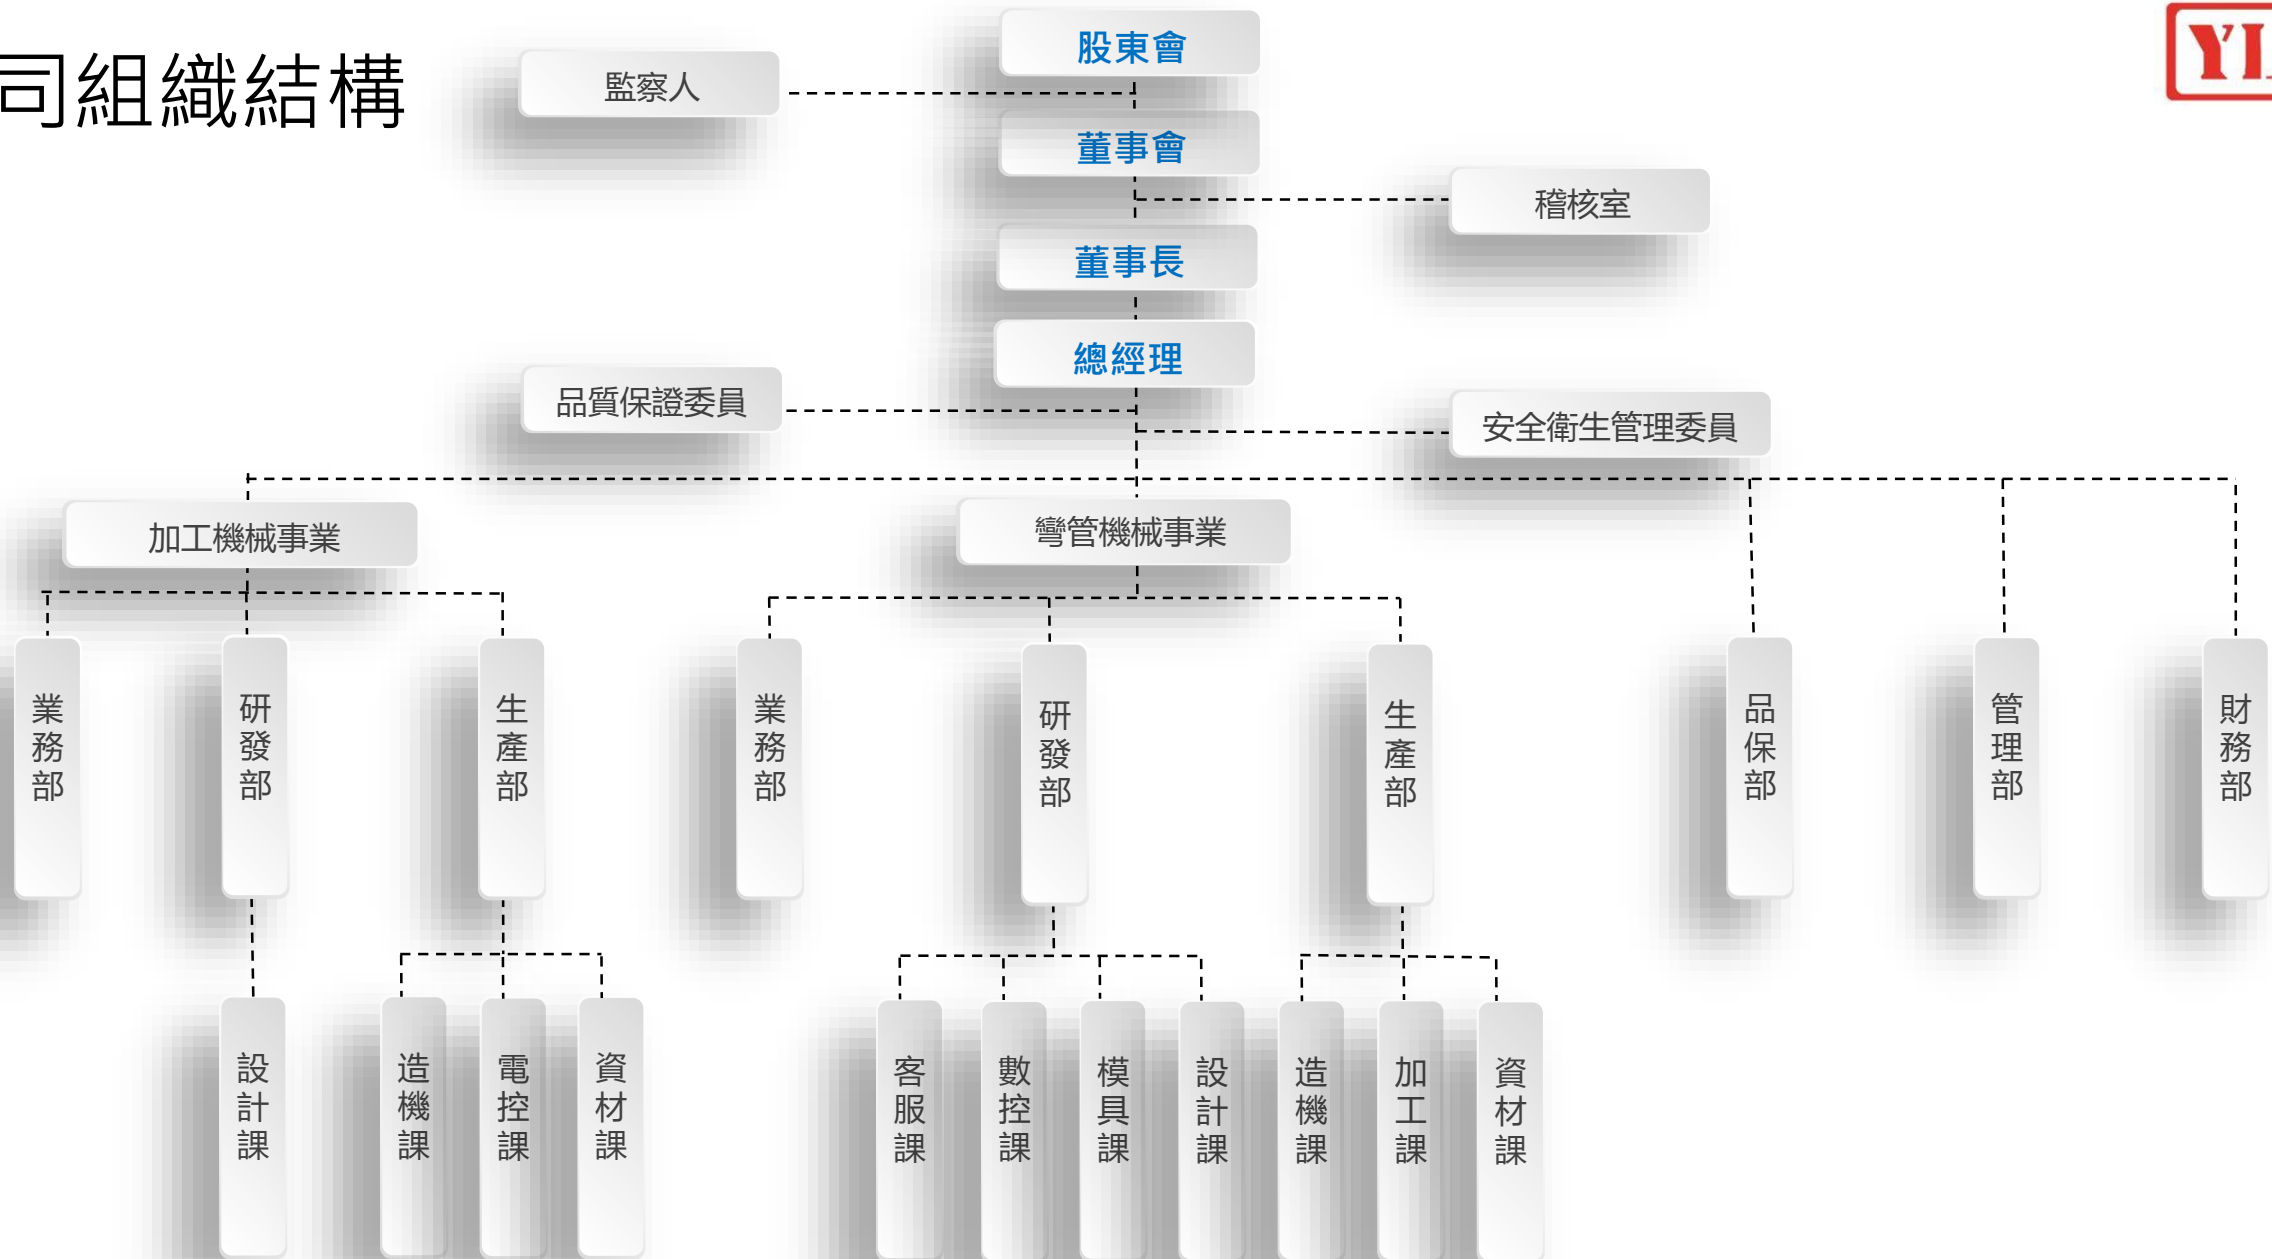 司組織結構
監察人
股東會
YI
董事會
稽核室
董事長
總經理
品質保證委員
安全衛生管理委員
加工機械事業
彎管機械事業
業務部
研發部
生產部
業務部
研發部
生產部
品保部
管理部
財務部
設計課
造機課
電控課
資材課
客服課
數控課
模具課
設計課
造機課
加工課
資材課